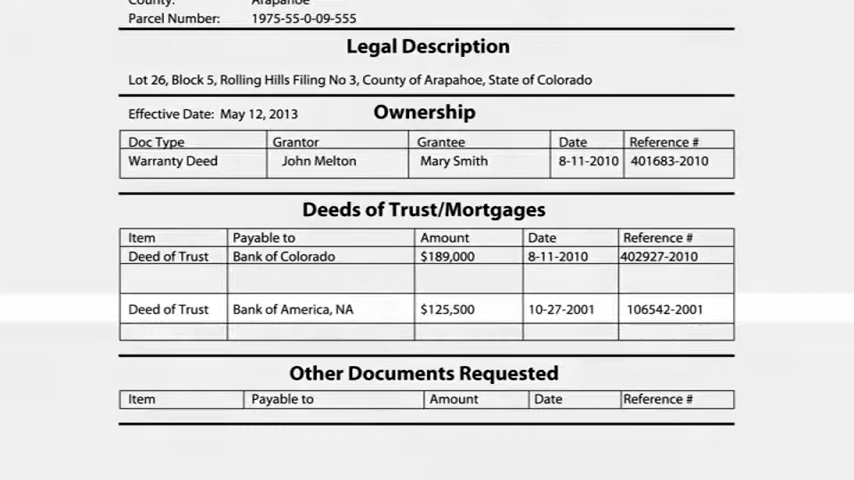 County: Arapahoe
Parcel Number: 1975-55-0-09-555
Legal Description
Lot 26, Block 5, Rolling Hills Filing No 3, County of Arapahoe, State of Colorado
Effective Date: May 12, 2013 Ownership
Doc Type Grantor Grantee Date Reference #
Warranty Deed John Melton Mary Smith 8-11-2010 401683-2010
Deeds of Trust/Mortgages
Item Payable to Amount Date Reference #
Deed of Trust Bank of Colorado $189,000 8-11-2010 402927-2010
Deed of Trust Bank of America, NA $125,500 10-27-2001 106542-2001
Other Documents Requested
Item Payable to Amount Date Reference #